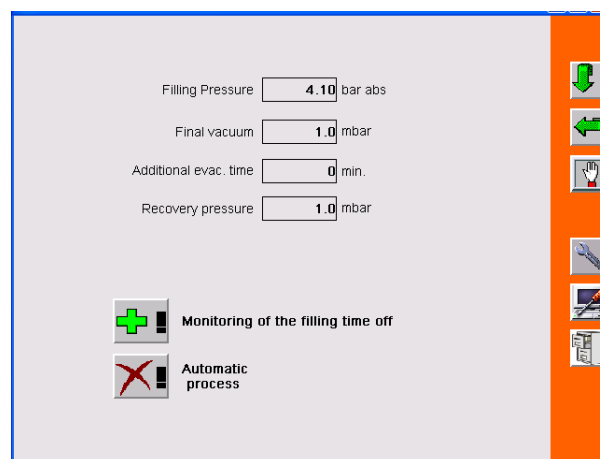 Filling Pressure 4.10 bar abs
Final vacuum 1.0 mbar
Additional evac. time 0 min.
Recovery pressure 1.0 mbar
Monitoring of the filling time off
Automatic
process